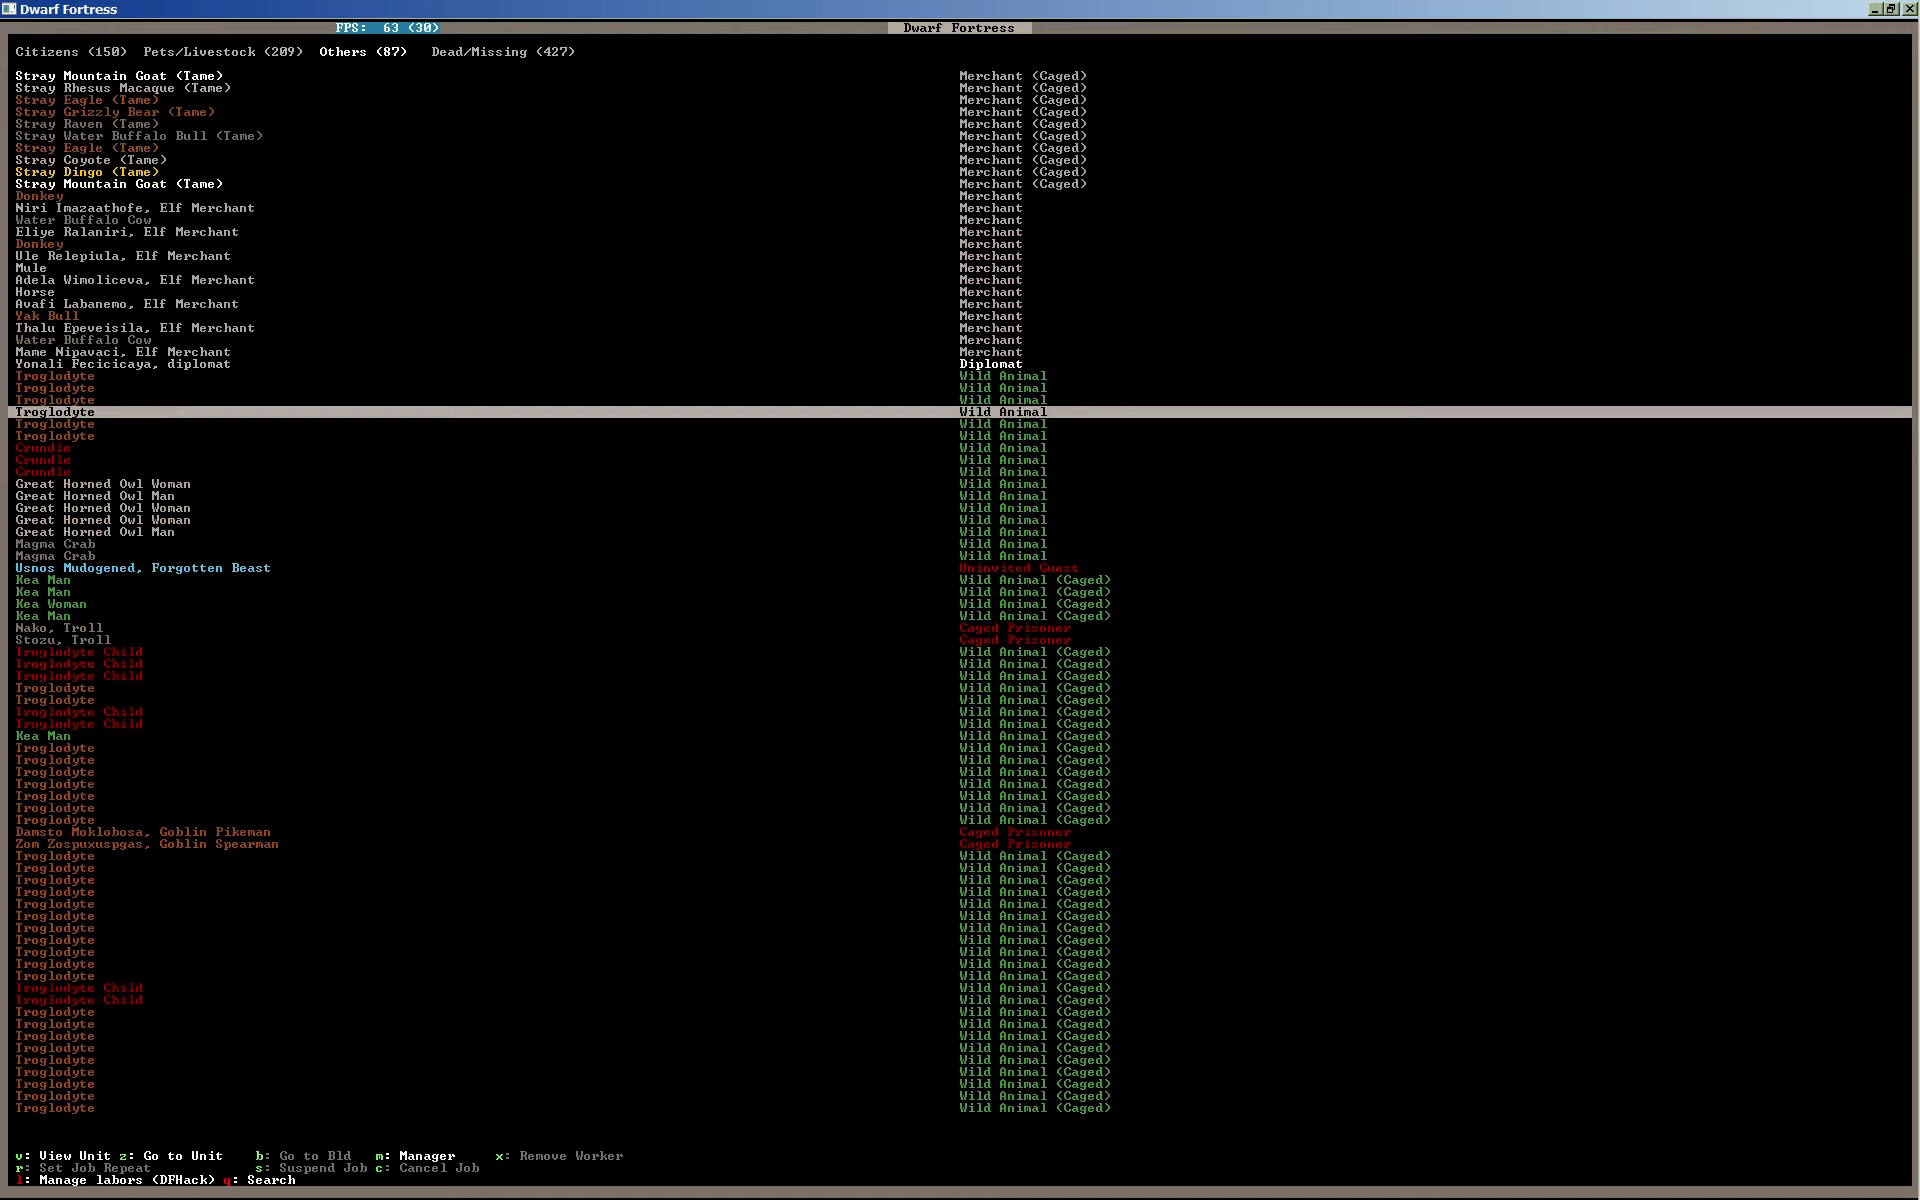 Dwarf Fortress
FPS: 63 (30) Dwarf Fortress
Citizens (150) Pets/Livestock (209) Others (87) Dead/Missing (427)
Stray Mountain Goat (Tame) Merchant (Caged)
Stray Rhesus Macaque (Tame) Merchant (Caged)
Stray Eagle (Tame) Merchant (Caged)
Stray Grizzly Bear (Tame) Merchant (Caged)
Stray Raven (Tame) Merchant (Caged)
Stray Water Buffalo Bull (Tame) Merchant (Caged)
Stray Eagle (Tame) Merchant (Caged)
Stray Coyote (Tame) Merchant (Caged)
Stray Dingo (Tame) Merchant (Caged)
Stray Mountain Goat (Tame) Merchant (Caged)
Donkey Merchant
Niri Imazaathofe, Elf Merchant Merchant
Water Buffalo Cow Merchant
Eliye Ralaniri, Elf Merchant Merchant
Donkey Merchant
Ule Relepiula, Elf Merchant Merchant
Mule Merchant
Adela Wimoliceva, Elf Merchant Merchant
Horse Merchant
Avafi Labanemo, Elf Merchant Merchant
Yak Bull Merchant
Thalu Epeveisila, Elf Merchant Merchant
Water Buffalo Cow Merchant
Mame Nipavaci, Elf Merchant Merchant
Yonali Fecicicaya, diplomat Diplomat
Troglodyte Wild Animal
Troglodyte Wild Animal
Troglodyte Wild Animal
Troglodyte Wild Animal
Troglodyte Wild Animal
Troglodyte Wild Animal
Crundle Wild Animal
Crundle Wild Animal
Crundle Wild Animal
Great Horned Owl Woman Wild Animal
Great Horned Owl Man Wild Animal
Great Horned Owl Woman Wild Animal
Great Horned Owl Woman Wild Animal
Great Horned Owl Man Wild Animal
Magma Crab Wild Animal
Magma Crab Wild Animal
Usnos Mudogened, Forgotten Beast Uninvited Guest
Kea Man Wild Animal (Caged)
Kea Man Wild Animal (Caged)
Kea Woman Wild Animal (Caged)
Kea Man Wild Animal (Caged)
Nako, Troll Caged Prisoner
Stozu, Troll Caged Prisoner
Troglodyte Child Wild Animal (Caged)
Troglodyte Child Wild Animal (Caged)
Troglodyte Child Wild Animal (Caged)
Troglodyte Wild Animal (Caged)
Troglodyte Wild Animal (Caged)
Troglodyte Child Wild Animal (Caged)
Troglodyte Child Wild Animal (Caged)
Kea Man Wild Animal (Caged)
Troglodyte Wild Animal (Caged)
Troglodyte Wild Animal (Caged)
Troglodyte Wild Animal (Caged)
Troglodyte Wild Animal (Caged)
Troglodyte Wild Animal (Caged)
Troglodyte Wild Animal (Caged)
Troglodyte Wild Animal (Caged)
Damsto Moklobosa, Goblin Pikeman Caged Prisoner
Zom Zospuxuspgas, Goblin Spearman Caged Prisoner
Troglodyte Wild Animal (Caged)
Troglodyte Wild Animal (Caged)
Troglodyte Wild Animal (Caged)
Troglodyte Wild Animal (Caged)
Troglodyte Wild Animal (Caged)
Troglodyte Wild Animal (Caged)
Troglodyte Wild Animal (Caged)
Troglodyte Wild Animal (Caged)
Troglodyte Wild Animal (Caged)
Troglodyte Wild Animal (Caged)
Troglodyte Wild Animal (Caged)
Troglodyte Child Wild Animal (Caged)
Troglodyte Child Wild Animal (Caged)
Troglodyte Wild Animal (Caged)
Troglodyte Wild Animal (Caged)
Troglodyte Wild Animal (Caged)
Troglodyte Wild Animal (Caged)
Troglodyte Wild Animal (Caged)
Troglodyte Wild Animal (Caged)
Troglodyte Wild Animal (Caged)
Troglodyte Wild Animal (Caged)
Troglodyte Wild Animal (Caged)
v: View Unit z: Go to Unit b: Go to Bld m: Manager x: Remove Worker
r: Set Job Repeat s: Suspend Job c: Cancel Job
l: Manage labors (DFHack) q: Search